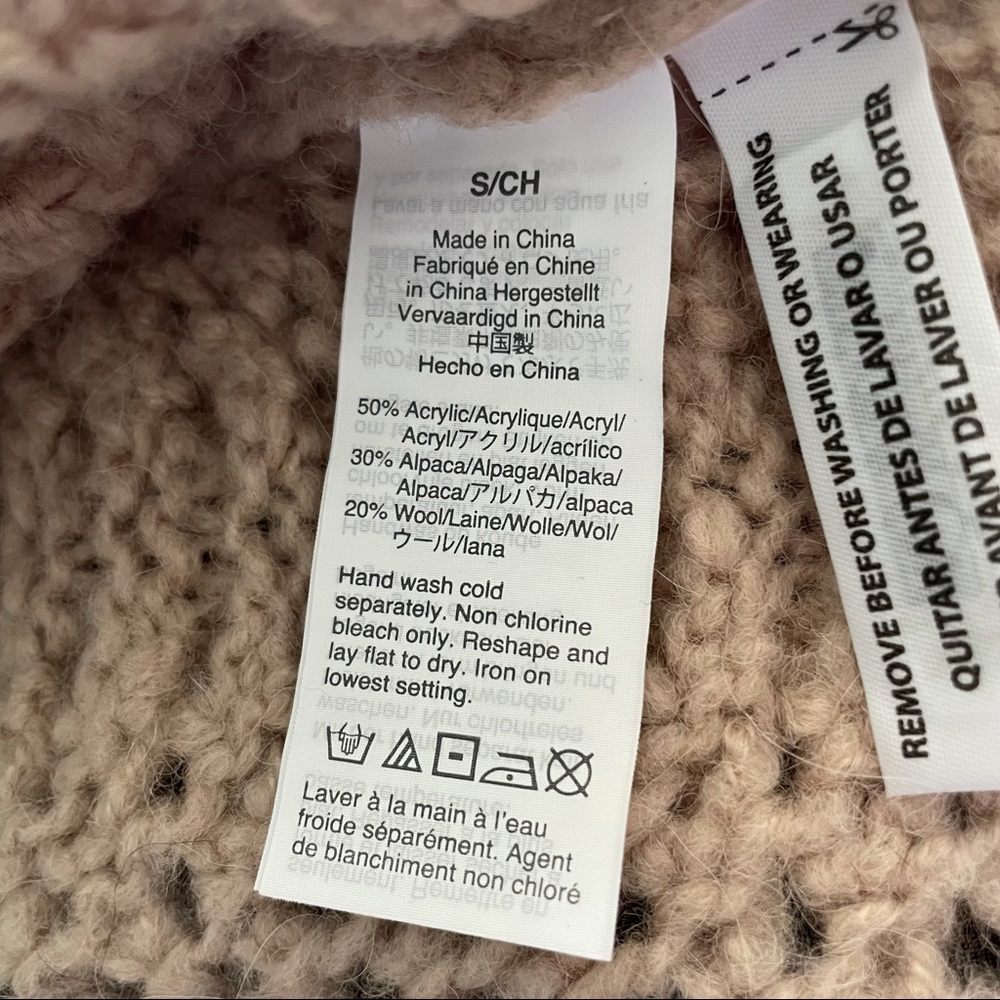 S/CH
Made in China
Fabriqué en Chine
in China Hergestellt
Vervaardigd in China
中国製
Hecho en China
50% Acrylic/Acrylique/Acryl/
Acryl/アクリル/acrílico
30% Alpaca/Alpaga/Alpaka/
Alpaca/アルパカ/alpaca
20% Wool/Laine/Wolle/Wol/
ウール/lana
Hand wash cold
separately. Non chlorine
bleach only. Reshape and
lay flat to dry. Iron on
lowest setting.
Laver à la main à l'eau
froide séparément. Agent
de blanchiment non chloré
REMOVE BEFORE WASHING OR WEARING
QUITAR ANTES DE LAVAR O USAR
AVANT DE LAVER OU PORTER